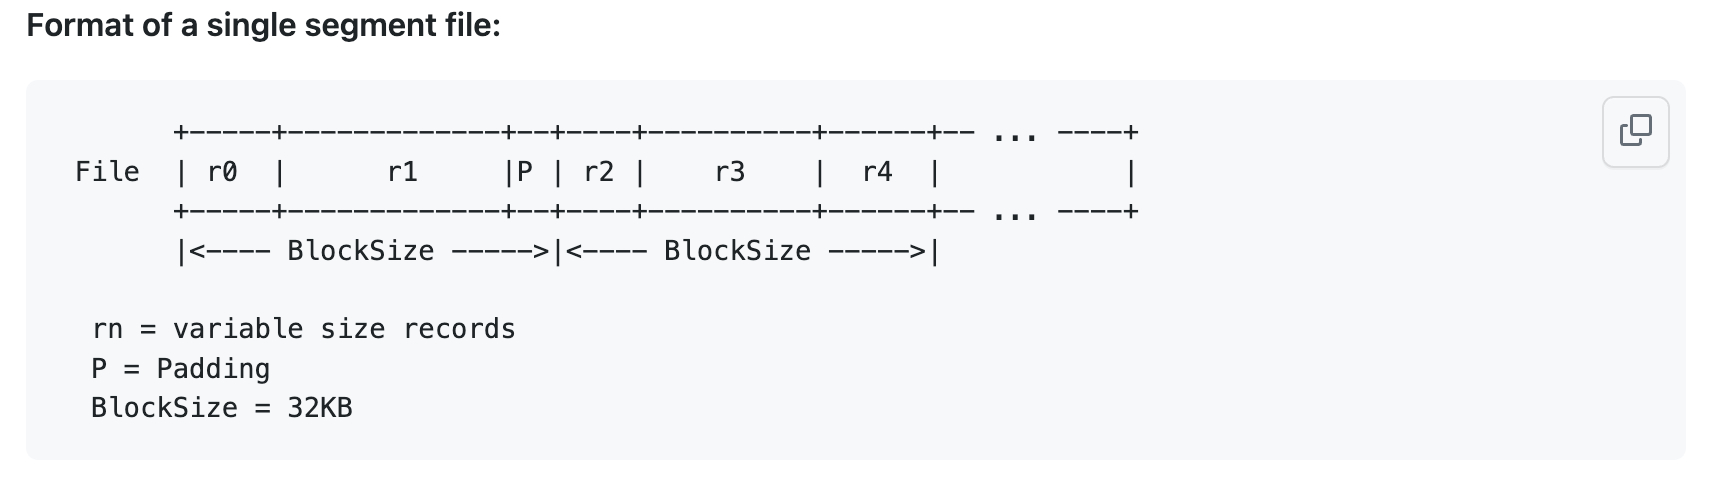 Format of a single segment file:
       +-----+-------------+--+----+----------+------+-- ... ----+
 File  | r0  |      r1     |P | r2 |    r3    |  r4  |           |
       +-----+-------------+--+----+----------+------+-- ... ----+
       |<---- BlockSize ----->|<---- BlockSize ----->|
  rn = variable size records
  P = Padding
  BlockSize = 32KB